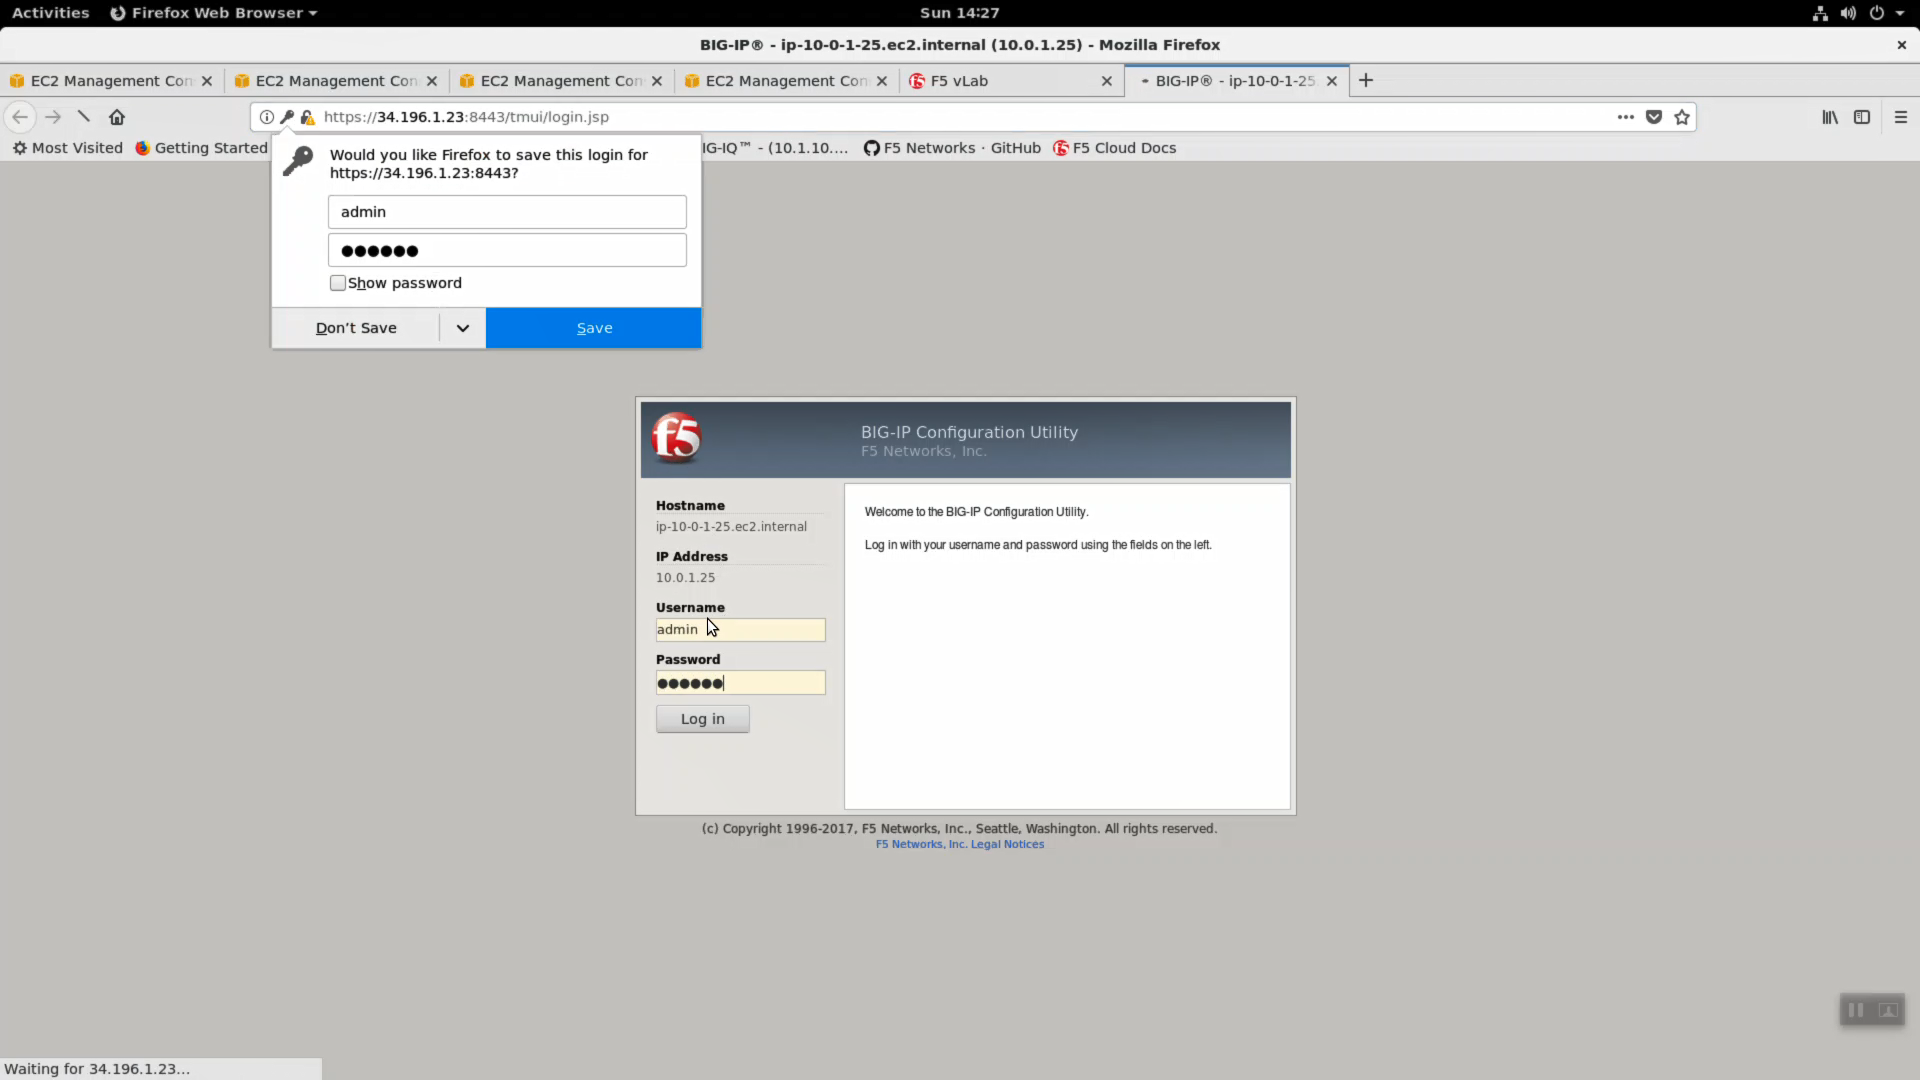 Activities Firefox Web Browser Sun 14:27
BIG-IP® - ip-10-0-1-25.ec2.internal (10.0.1.25) - Mozilla Firefox
EC2 Management Con EC2 Management Con EC2 Management Con EC2 Management Con F5 vLab BIG-IP® - ip-10-0-1-25
https://34.196.1.23:8443/tmui/login.jsp
Most Visited Getting Started IG-IQ™ - (10.1.10.... F5 Networks · GitHub F5 Cloud Docs
Would you like Firefox to save this login for
https://34.196.1.23:8443?
admin
●●●●●●
Show password
Don't Save Save
f5
BIG-IP Configuration Utility
F5 Networks, Inc.
Hostname
ip-10-0-1-25.ec2.internal
IP Address
10.0.1.25
Username
admin
Password
●●●●●●
Log in
Welcome to the BIG-IP Configuration Utility.
Log in with your username and password using the fields on the left.
(c) Copyright 1996-2017, F5 Networks, Inc., Seattle, Washington. All rights reserved.
F5 Networks, Inc. Legal Notices
Waiting for 34.196.1.23...